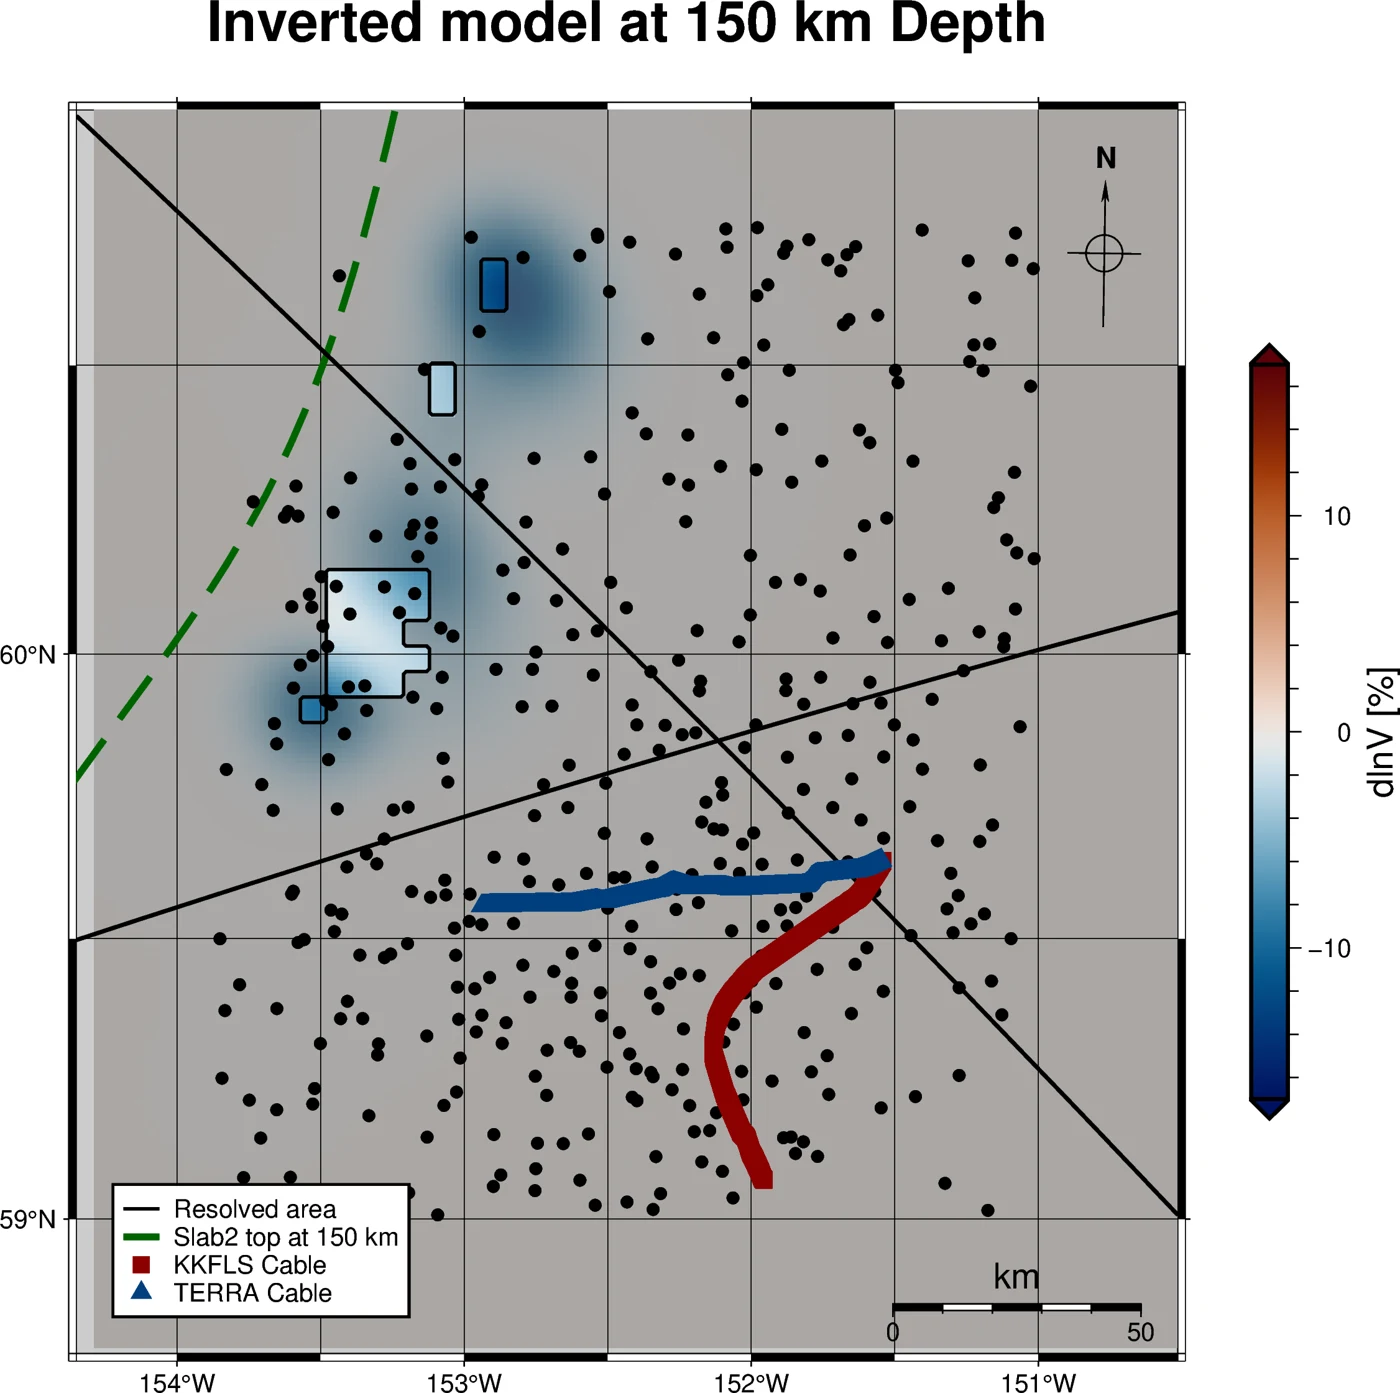 Inverted model at 150 km Depth
N
10
0
−10
dlnV [%]
60°N
59°N
Resolved area
Slab2 top at 150 km
KKFLS Cable
TERRA Cable
km
0 50
154°W 153°W 152°W 151°W